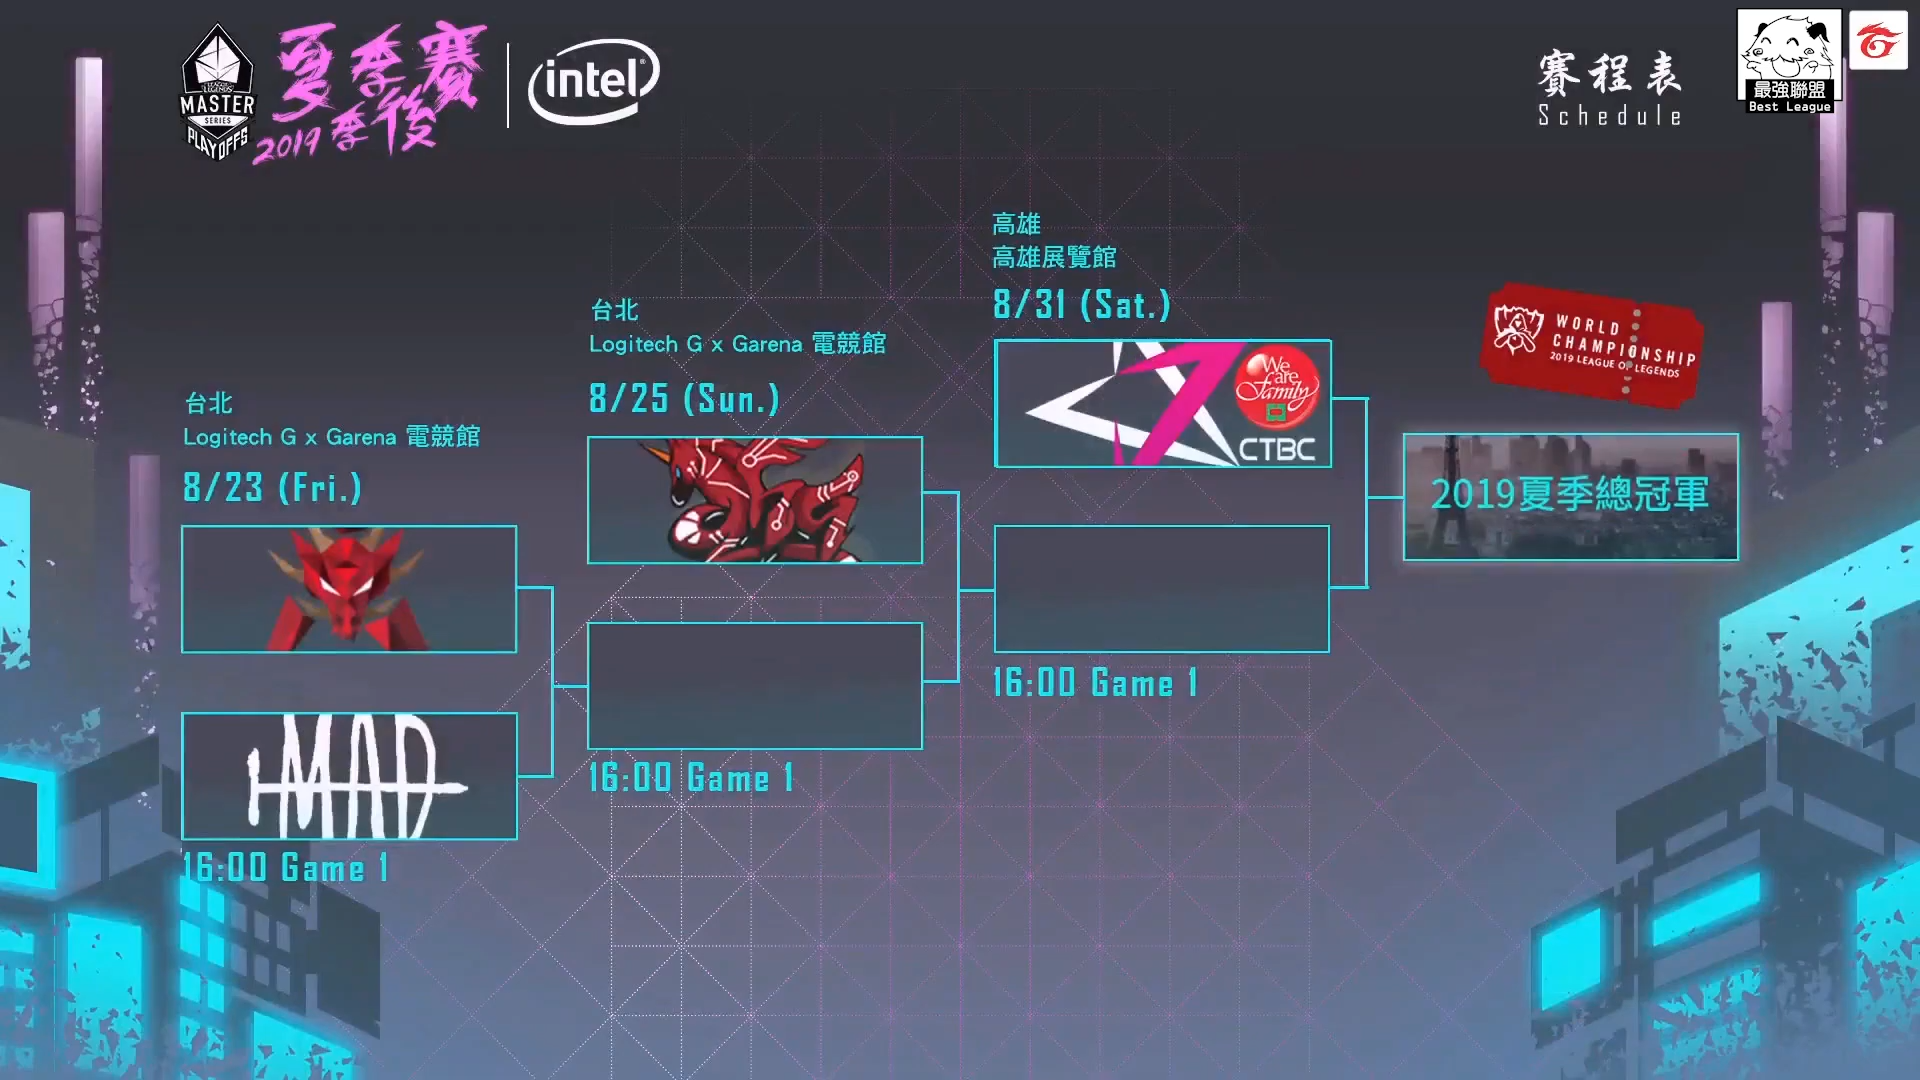 LEAGUE OF LEGENDS
MASTER
SERIES
PLAYOFFS
夏季賽
2019 季後
intel
賽程表
Schedule
最強聯盟
Best League
高雄
高雄展覽館
8/31 (Sat.)
We
are
Family
CTBC
16:00 Game 1
台北
Logitech G x Garena 電競館
8/25 (Sun.)
ahq
16:00 Game 1
台北
Logitech G x Garena 電競館
8/23 (Fri.)
MAD
16:00 Game 1
WORLD
CHAMPIONSHIP
2019 LEAGUE OF LEGENDS
2019夏季總冠軍